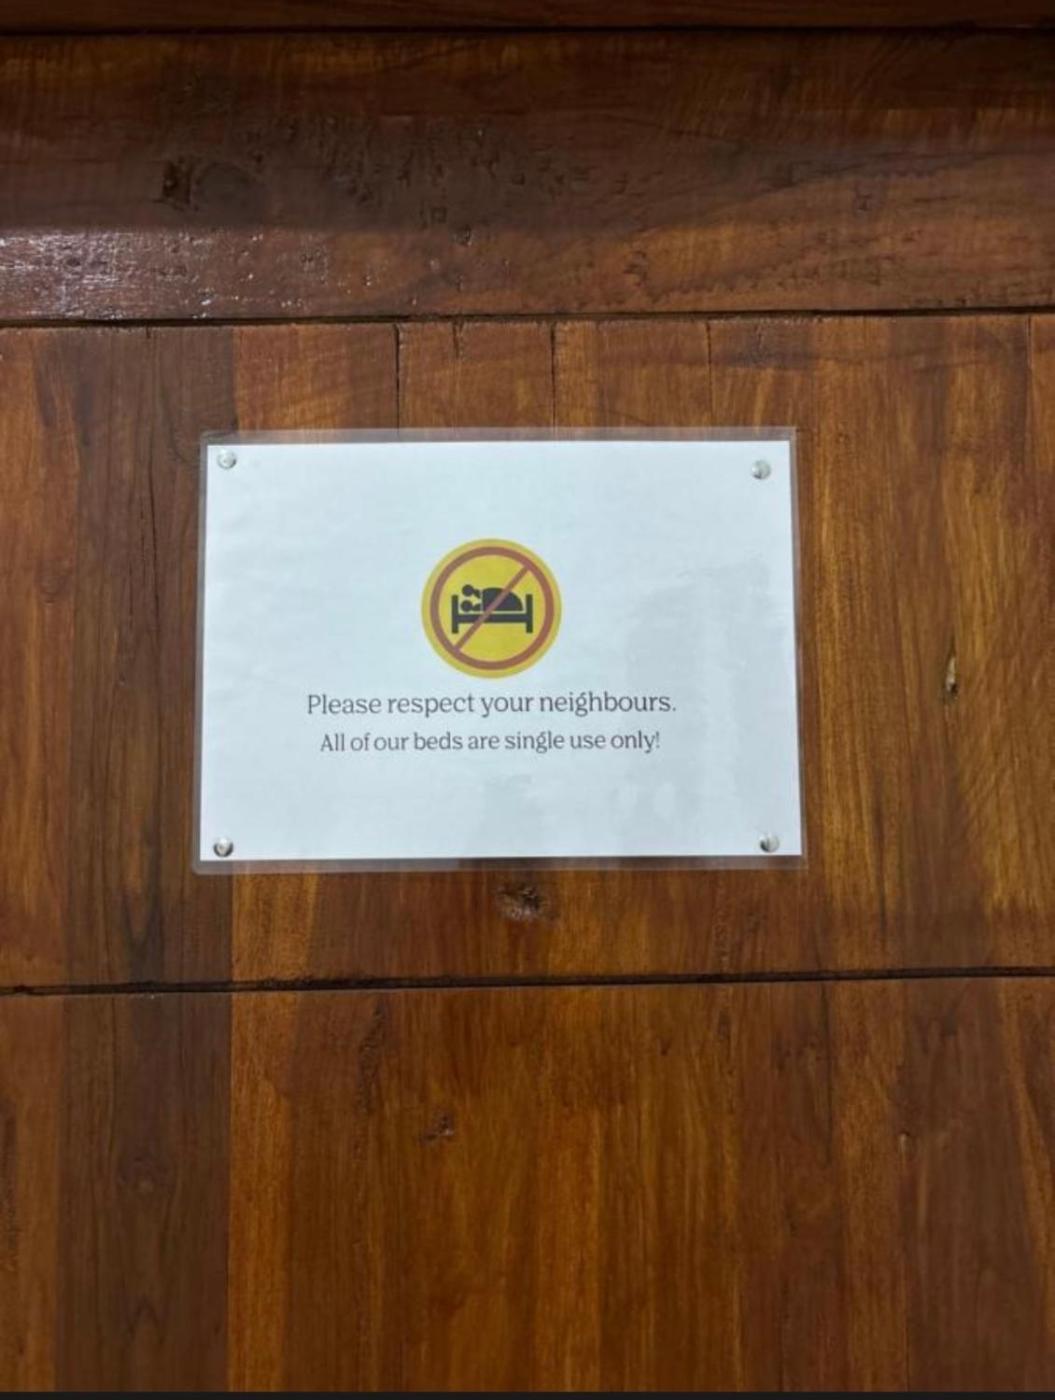 Please respect your neighbours.
All of our beds are single use only!